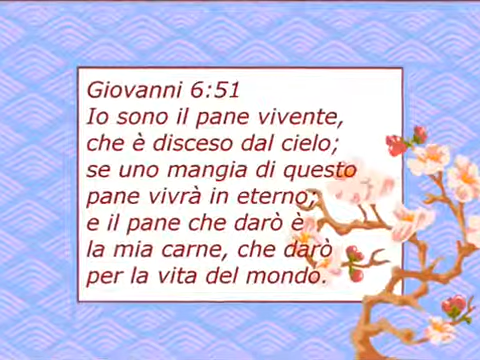 Giovanni 6:51
Io sono il pane vivente,
che è disceso dal cielo;
se uno mangia di questo
pane vivrà in eterno;
e il pane che darò è
la mia carne, che darò
per la vita del mondo.